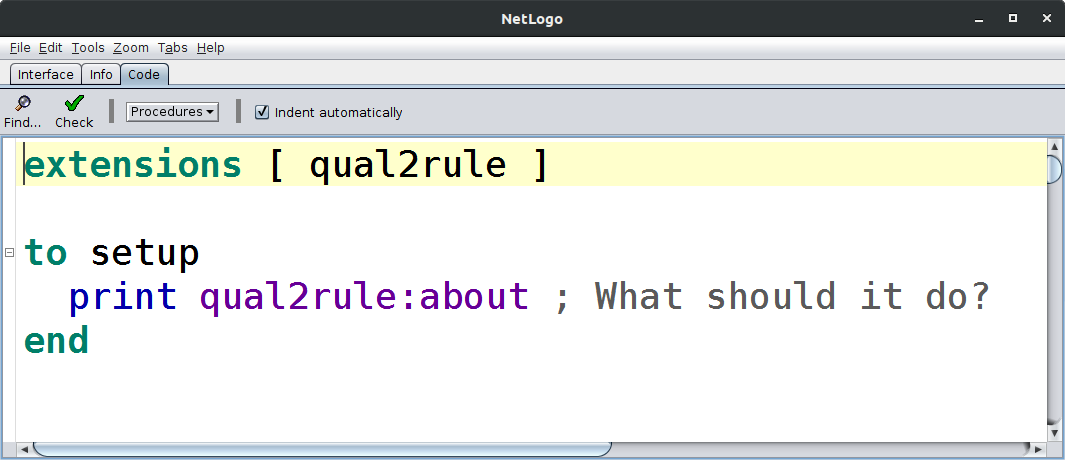 NetLogo
File Edit Tools Zoom Tabs Help
Interface Info Code
Find... Check Procedures Indent automatically
extensions [ qual2rule ]
to setup
print qual2rule:about ; What should it do?
end